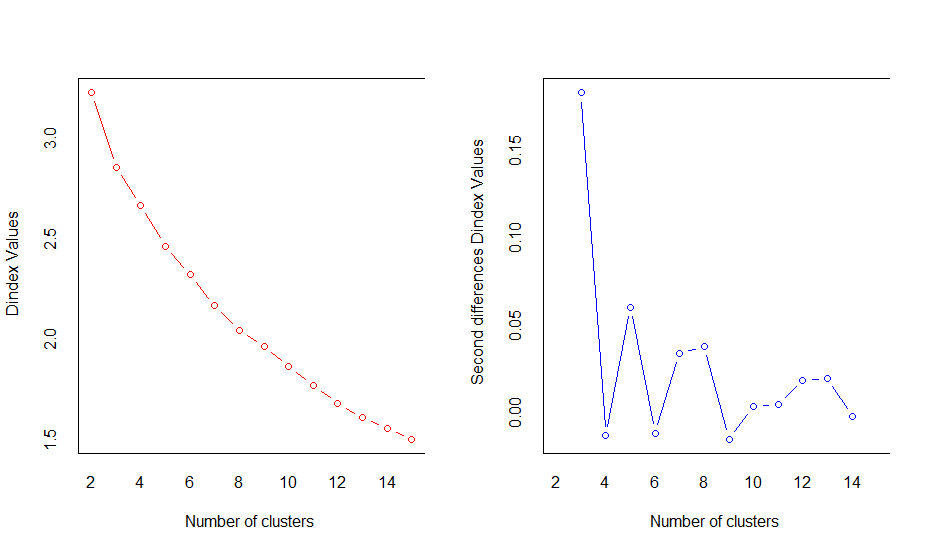 Dindex Values
3.0
2.5
2.0
1.5
2 4 6 8 10 12 14
Number of clusters
Second differences Dindex Values
0.15
0.10
0.05
0.00
2 4 6 8 10 12 14
Number of clusters